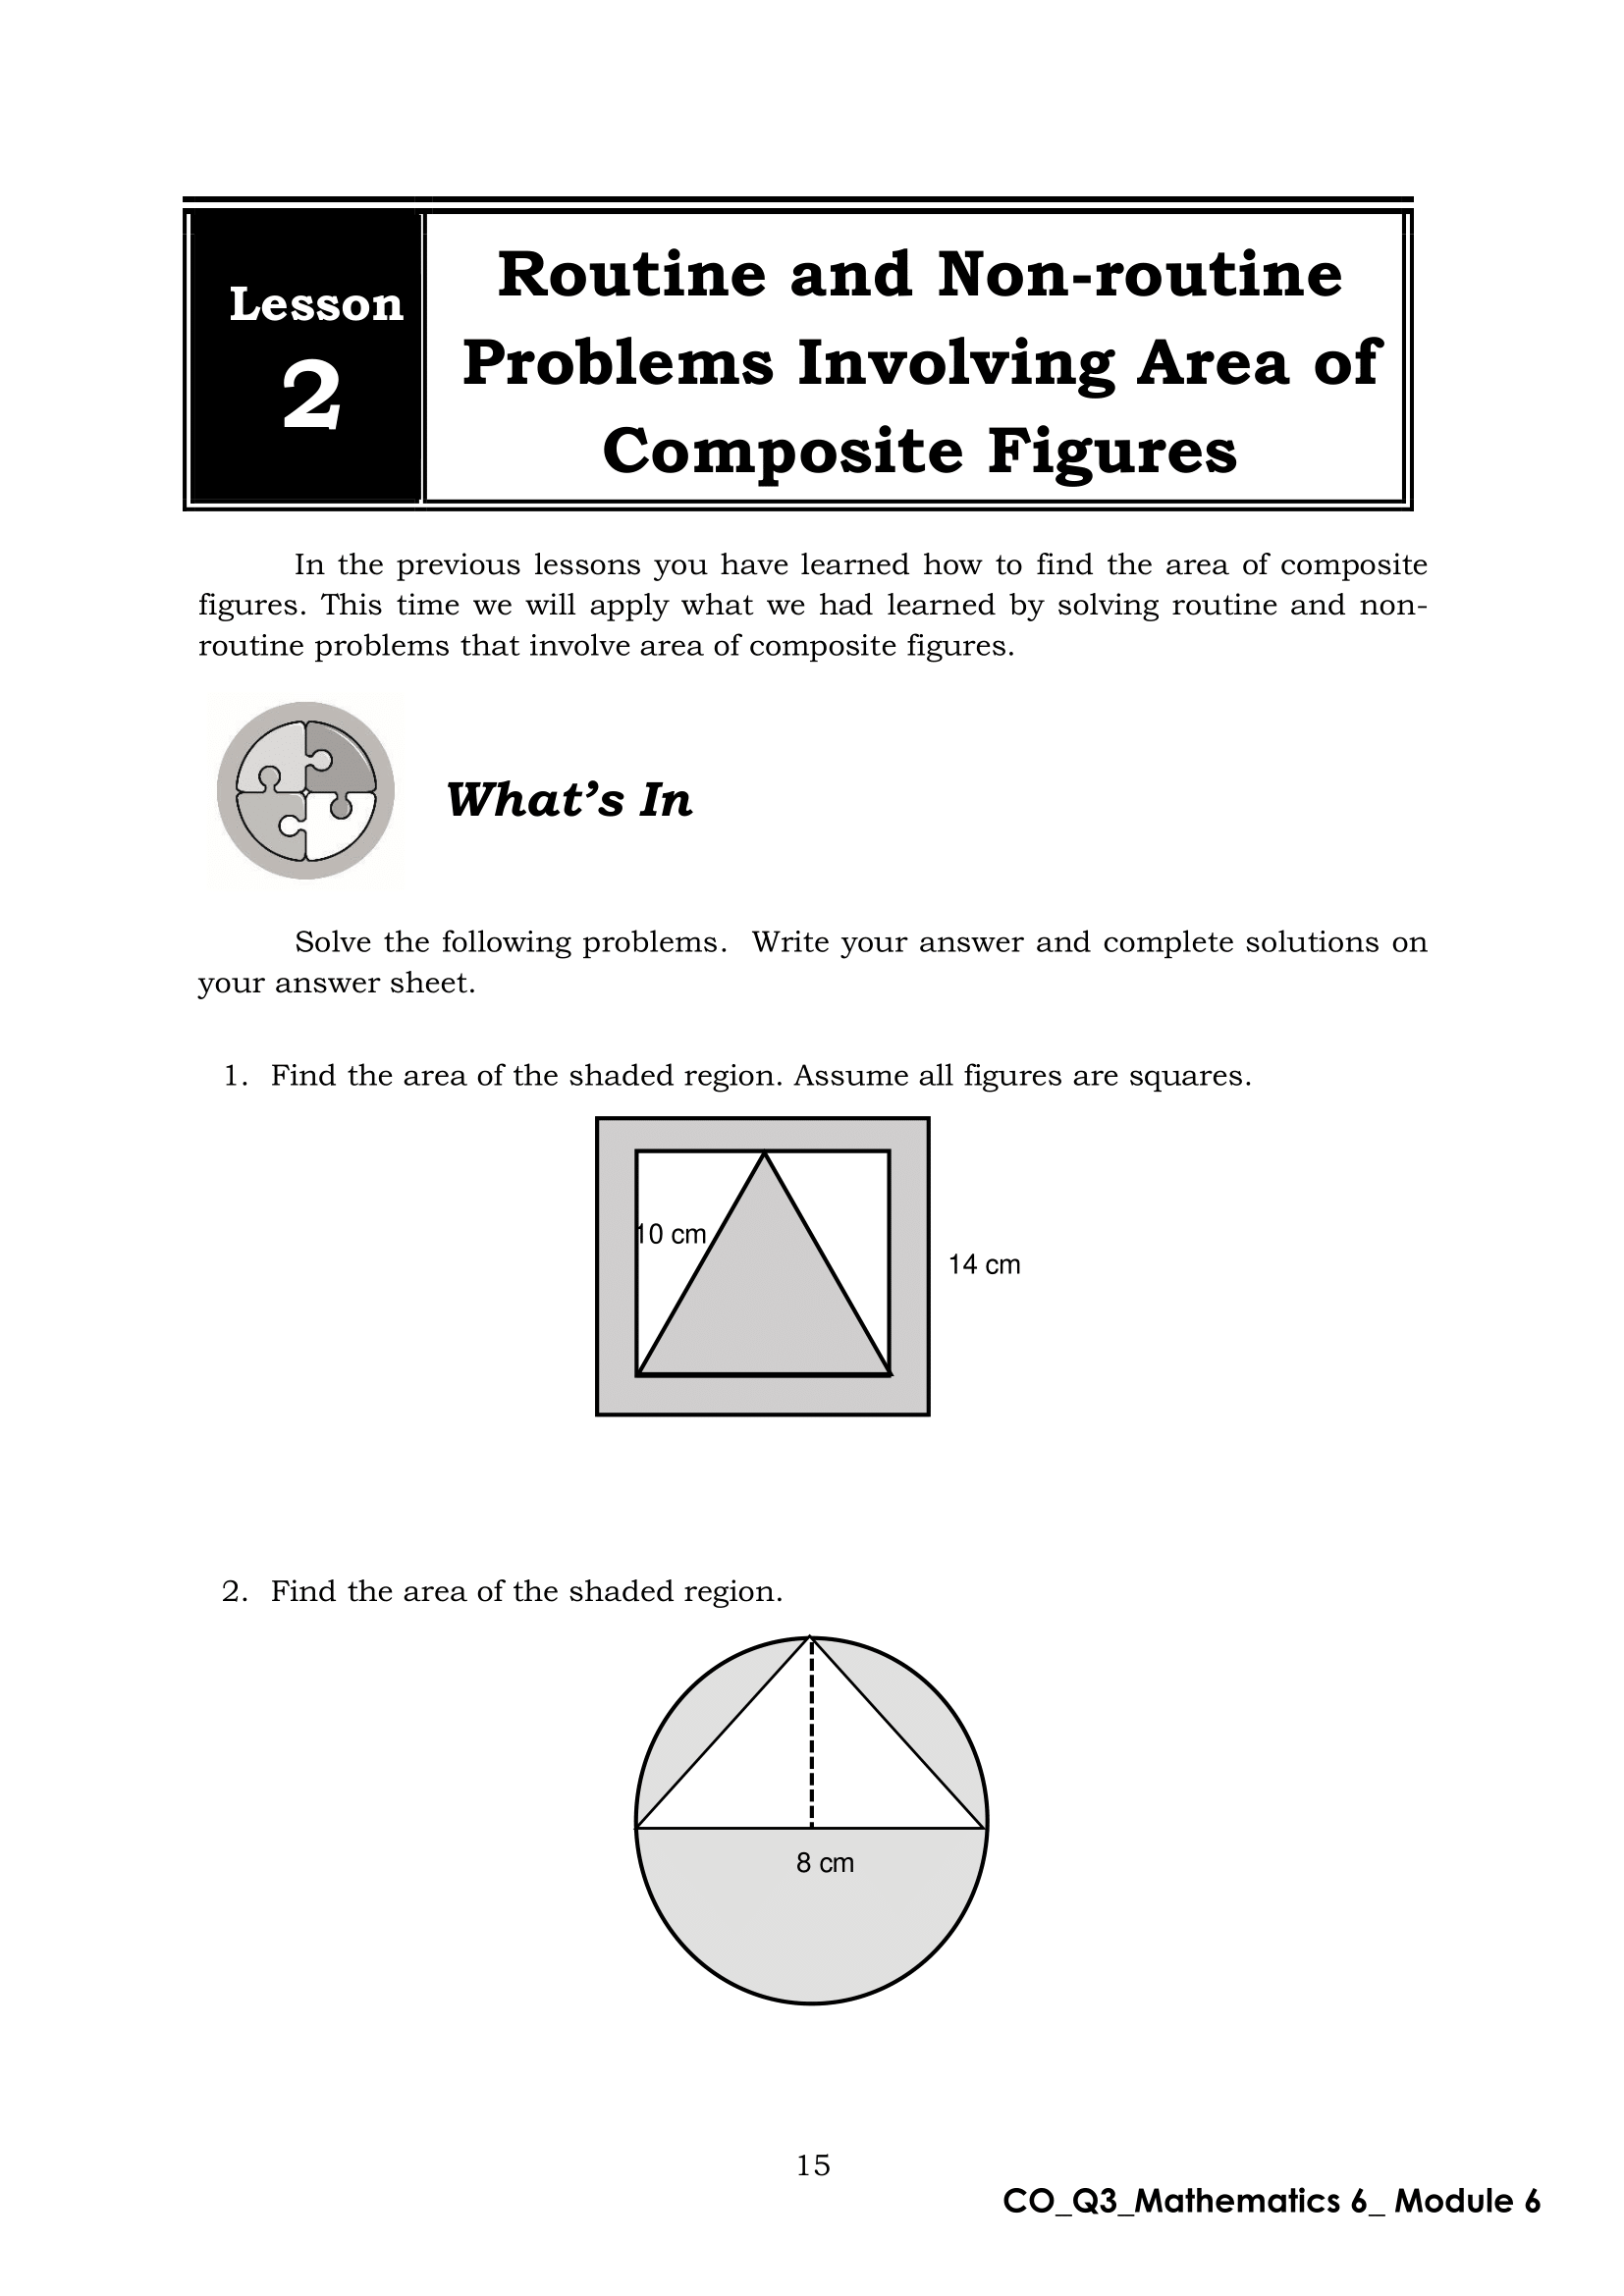 Lesson
2
Routine and Non-routine
Problems Involving Area of
Composite Figures
In the previous lessons you have learned how to find the area of composite
figures. This time we will apply what we had learned by solving routine and non-
routine problems that involve area of composite figures.
What’s In
Solve the following problems.  Write your answer and complete solutions on
your answer sheet.
1. Find the area of the shaded region. Assume all figures are squares.
10 cm
14 cm
2. Find the area of the shaded region.
8 cm
15
CO_Q3_Mathematics 6_ Module 6